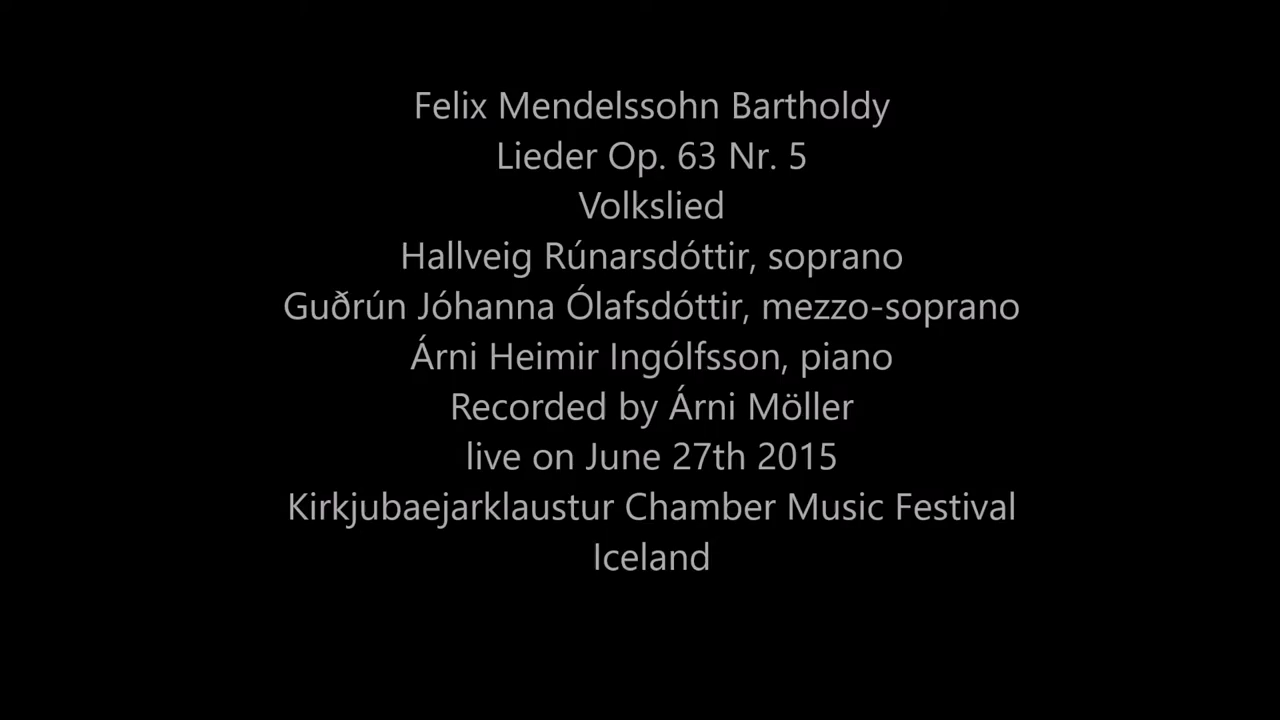 Felix Mendelssohn Bartholdy
Lieder Op. 63 Nr. 5
Volkslied
Hallveig Rúnarsdóttir, soprano
Guðrún Jóhanna Ólafsdóttir, mezzo-soprano
Árni Heimir Ingólfsson, piano
Recorded by Árni Möller
live on June 27th 2015
Kirkjubaejarklaustur Chamber Music Festival
Iceland